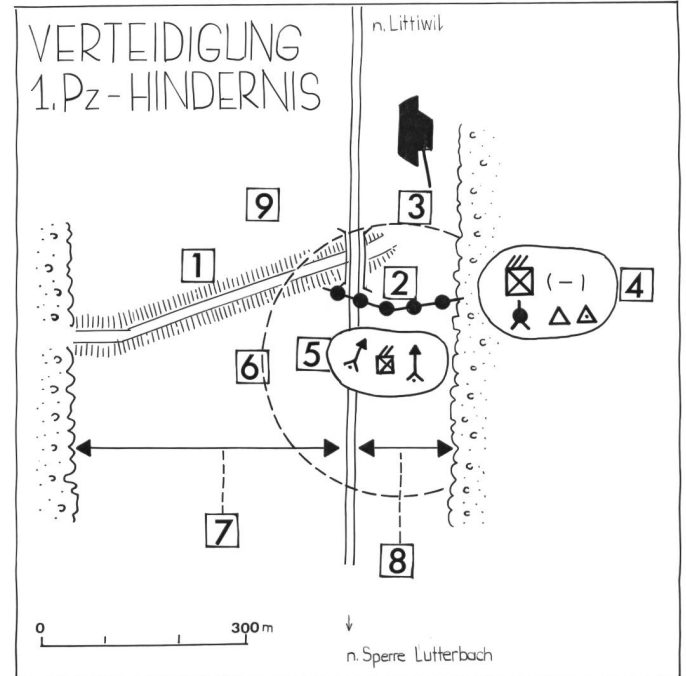 VERTEIDIGUNG
1.Pz-HINDERNIS
n. Littiwil
9
3
1
2
(-)
4
5
6
7
8
0 300 m
n. Sperre Lutterbach